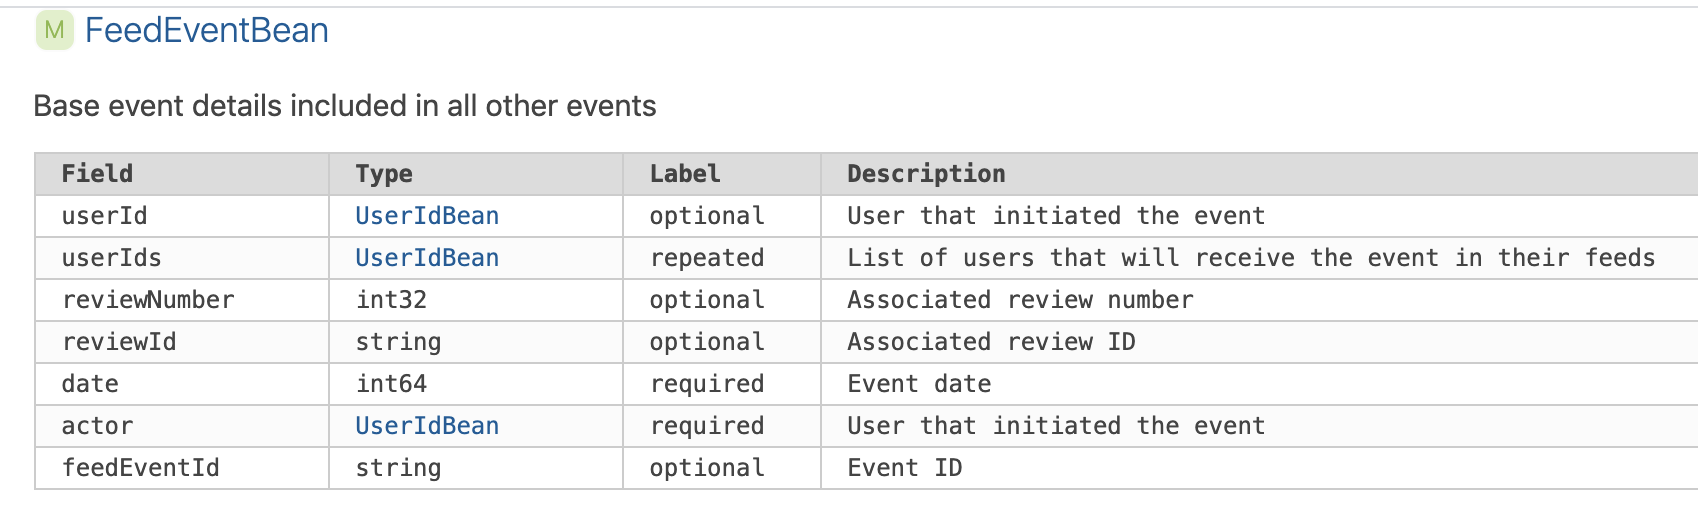 M FeedEventBean
Base event details included in all other events
Field Type Label Description
userId UserIdBean optional User that initiated the event
userIds UserIdBean repeated List of users that will receive the event in their feeds
reviewNumber int32 optional Associated review number
reviewId string optional Associated review ID
date int64 required Event date
actor UserIdBean required User that initiated the event
feedEventId string optional Event ID